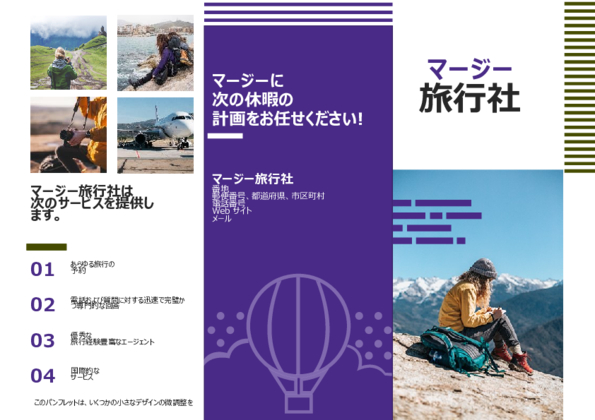 マージー旅行社は
次のサービスを提供し
ます。
01
あらゆる旅行の
予約
02
電話および質問に対する迅速で完璧か
つ専門的な回答
03
優秀な
旅行経験豊富なエージェント
04
国際的な
サービス
このパンフレットは、いくつかの小さなデザインの微調整を
マージーに
次の休暇の
計画をお任せください!
マージー旅行社
番地
郵便番号、都道府県、市区町村
電話番号
Web サイト
メール
マージー
旅行社